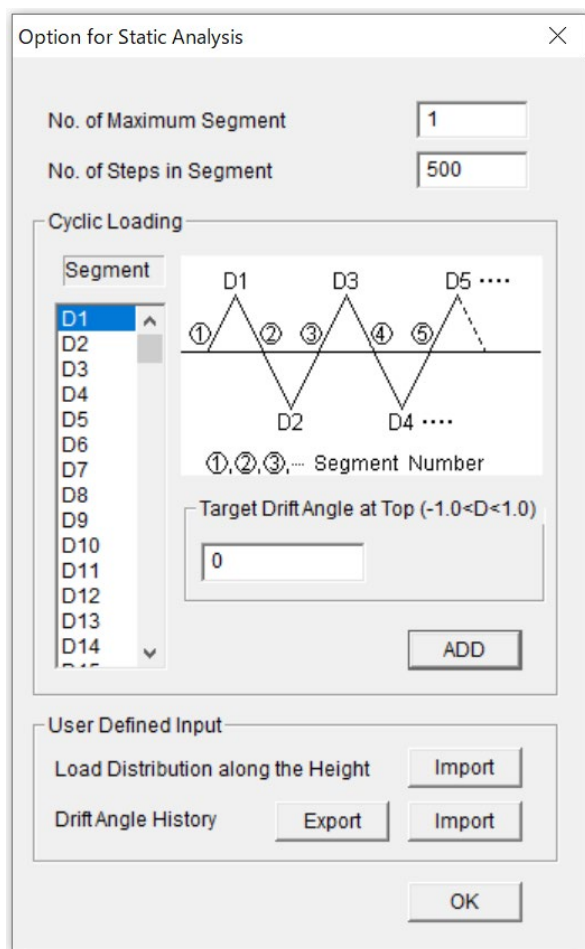 Option for Static Analysis
No. of Maximum Segment
1
No. of Steps in Segment
500
Cyclic Loading
Segment
D1
D2
D3
D4
D5
D6
D7
D8
D9
D10
D11
D12
D13
D14
D15
D1 D3 D5 ····
① ② ③ ④ ⑤
D2 D4 ····
①,②,③,··· Segment Number
Target Drift Angle at Top (-1.0<D<1.0)
0
ADD
User Defined Input
Load Distribution along the Height
Import
Drift Angle History
Export
Import
OK